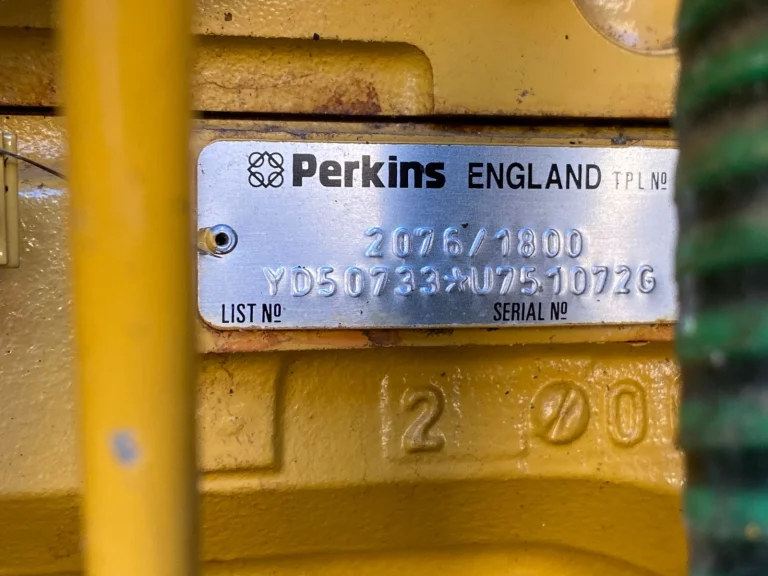 Perkins ENGLAND TPL Nº
2076/1800
YD50733*U751072G
LIST Nº SERIAL Nº
2 0